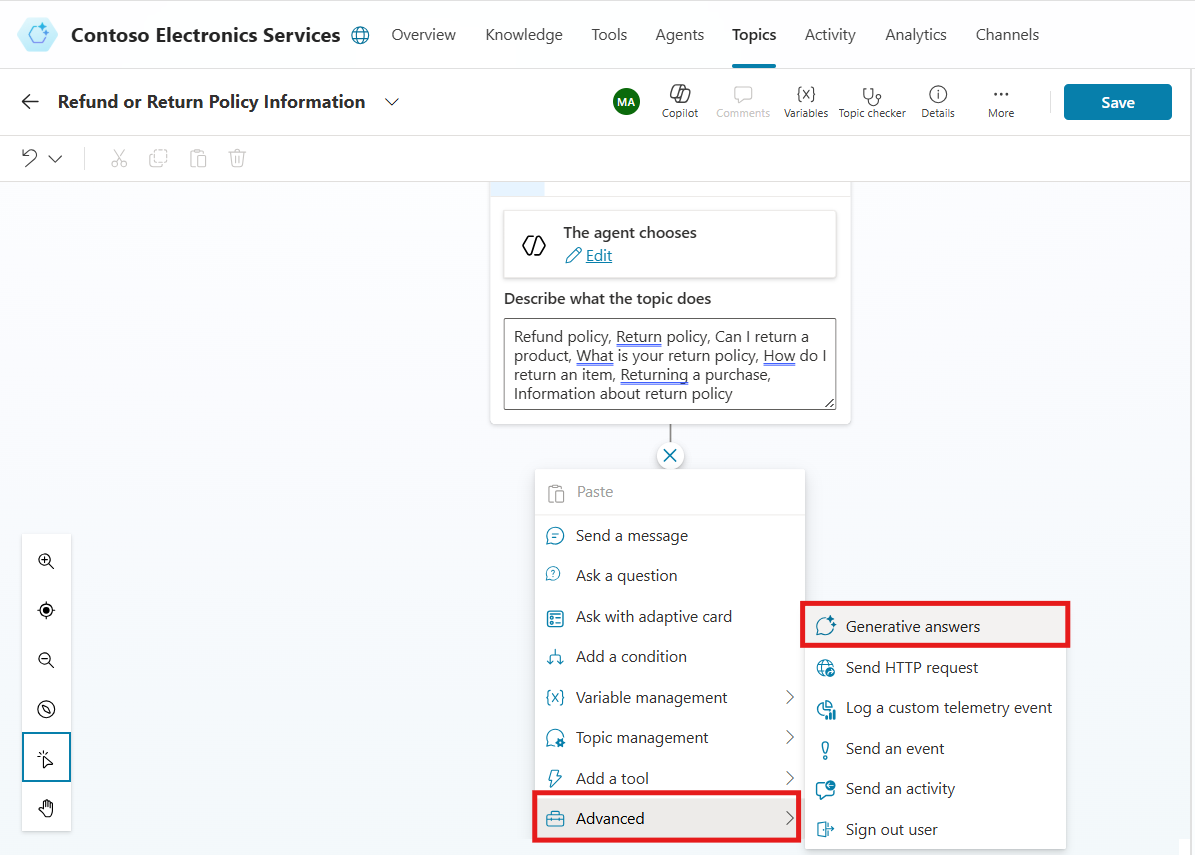 Contoso Electronics Services Overview Knowledge Tools Agents Topics Activity Analytics Channels
Refund or Return Policy Information MA Copilot Comments {x} Variables Topic checker Details More Save
The agent chooses
Edit
Describe what the topic does
Refund policy, Return policy, Can I return a
product, What is your return policy, How do I
return an item, Returning a purchase,
Information about return policy
Paste
Send a message
Ask a question
Ask with adaptive card
Add a condition
{x} Variable management
Topic management
Add a tool
Advanced
Generative answers
Send HTTP request
Log a custom telemetry event
Send an event
Send an activity
Sign out user